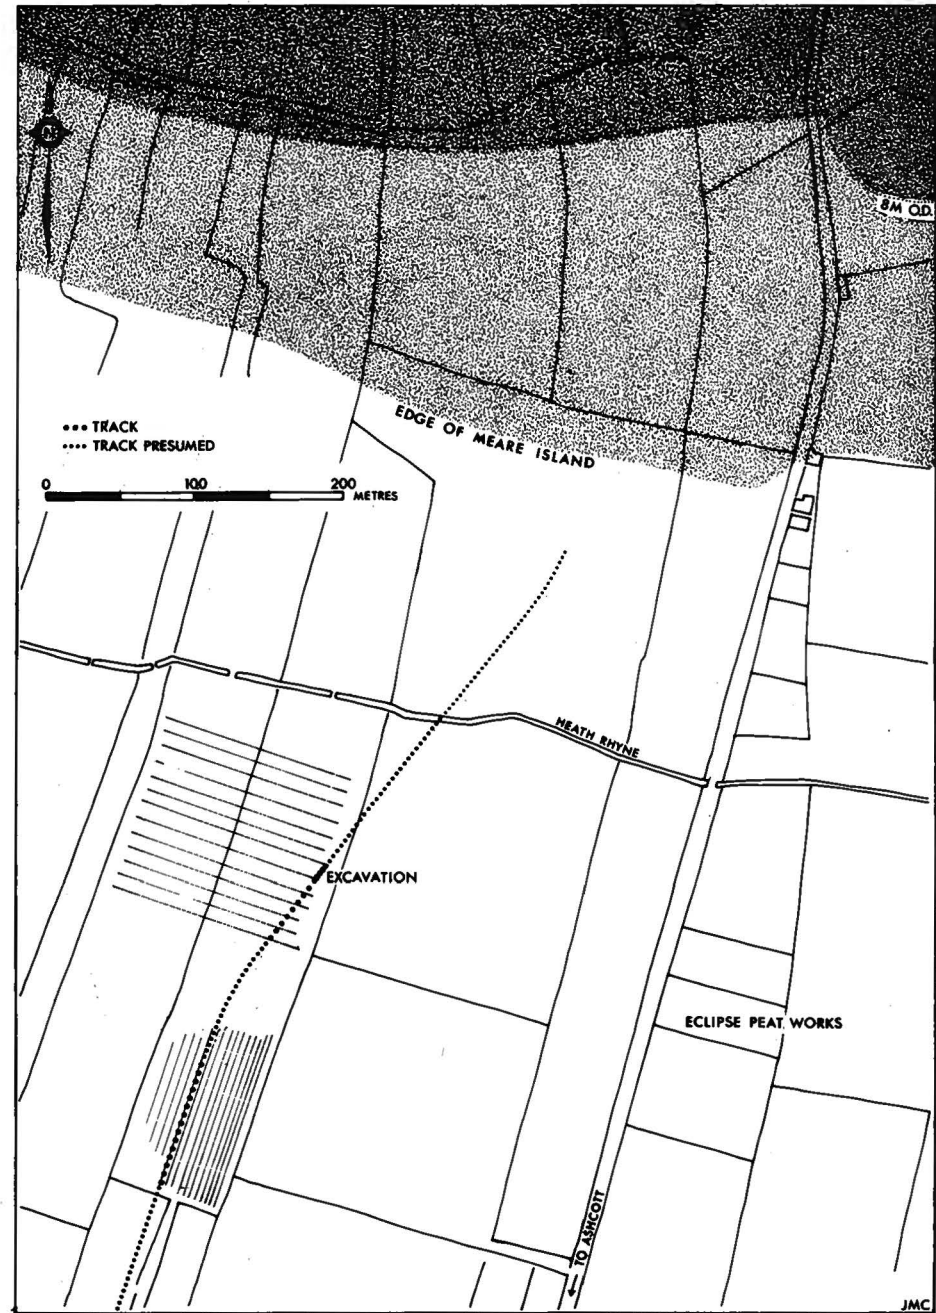 N
8M O.D.
EDGE OF MEARE ISLAND
••• TRACK
···· TRACK PRESUMED
0 100 200 METRES
HEATH RHYNE
EXCAVATION
ECLIPSE PEAT WORKS
TO ASHCOTT
JMC